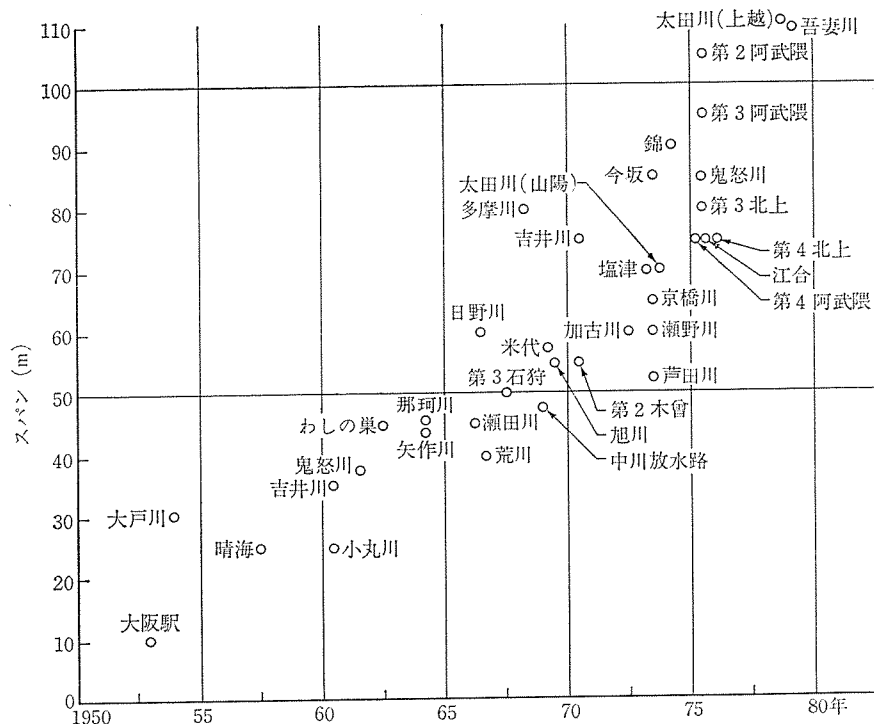 太田川(上越)
吾妻川
第2阿武隈
第3阿武隈
錦
今坂
鬼怒川
太田川(山陽)
多摩川
第3北上
吉井川
第4北上
江合
第4阿武隈
塩津
京橋川
日野川
加古川
瀬野川
米代
第3石狩
芦田川
第2木曾
旭川
中川放水路
那珂川
わしの巣
瀬田川
矢作川
荒川
鬼怒川
吉井川
大戸川
晴海
小丸川
大阪駅
スパン (m)
110
100
90
80
70
60
50
40
30
20
10
0
1950
55
60
65
70
75
80年